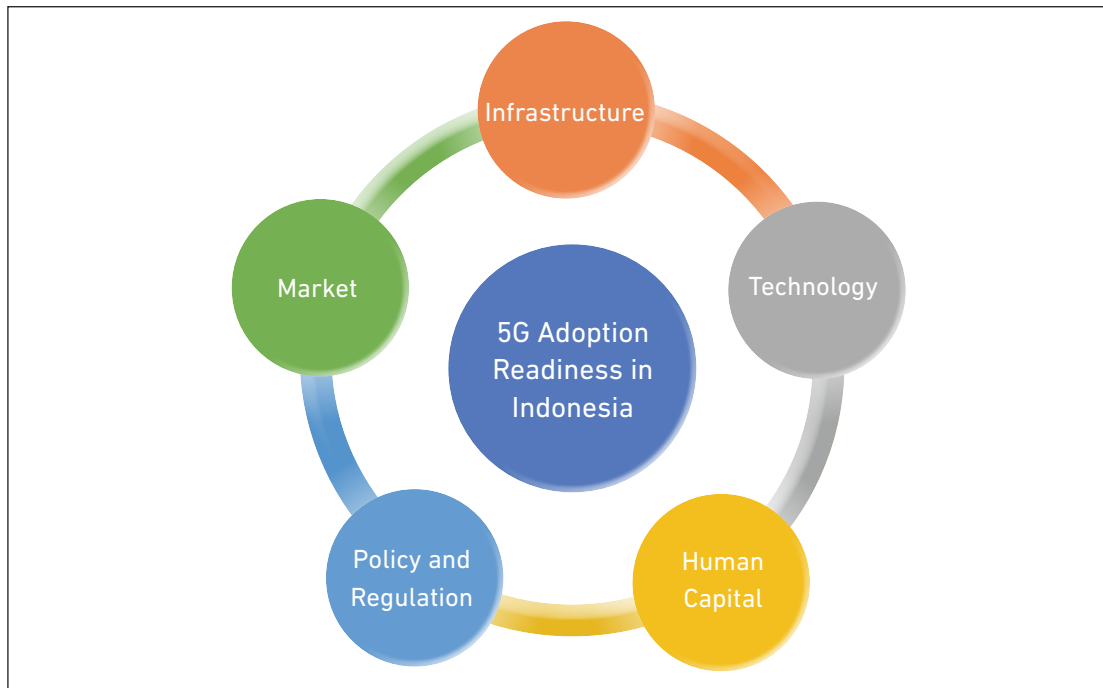 Infrastructure
Technology
Market
5G Adoption
Readiness in
Indonesia
Policy and
Regulation
Human
Capital